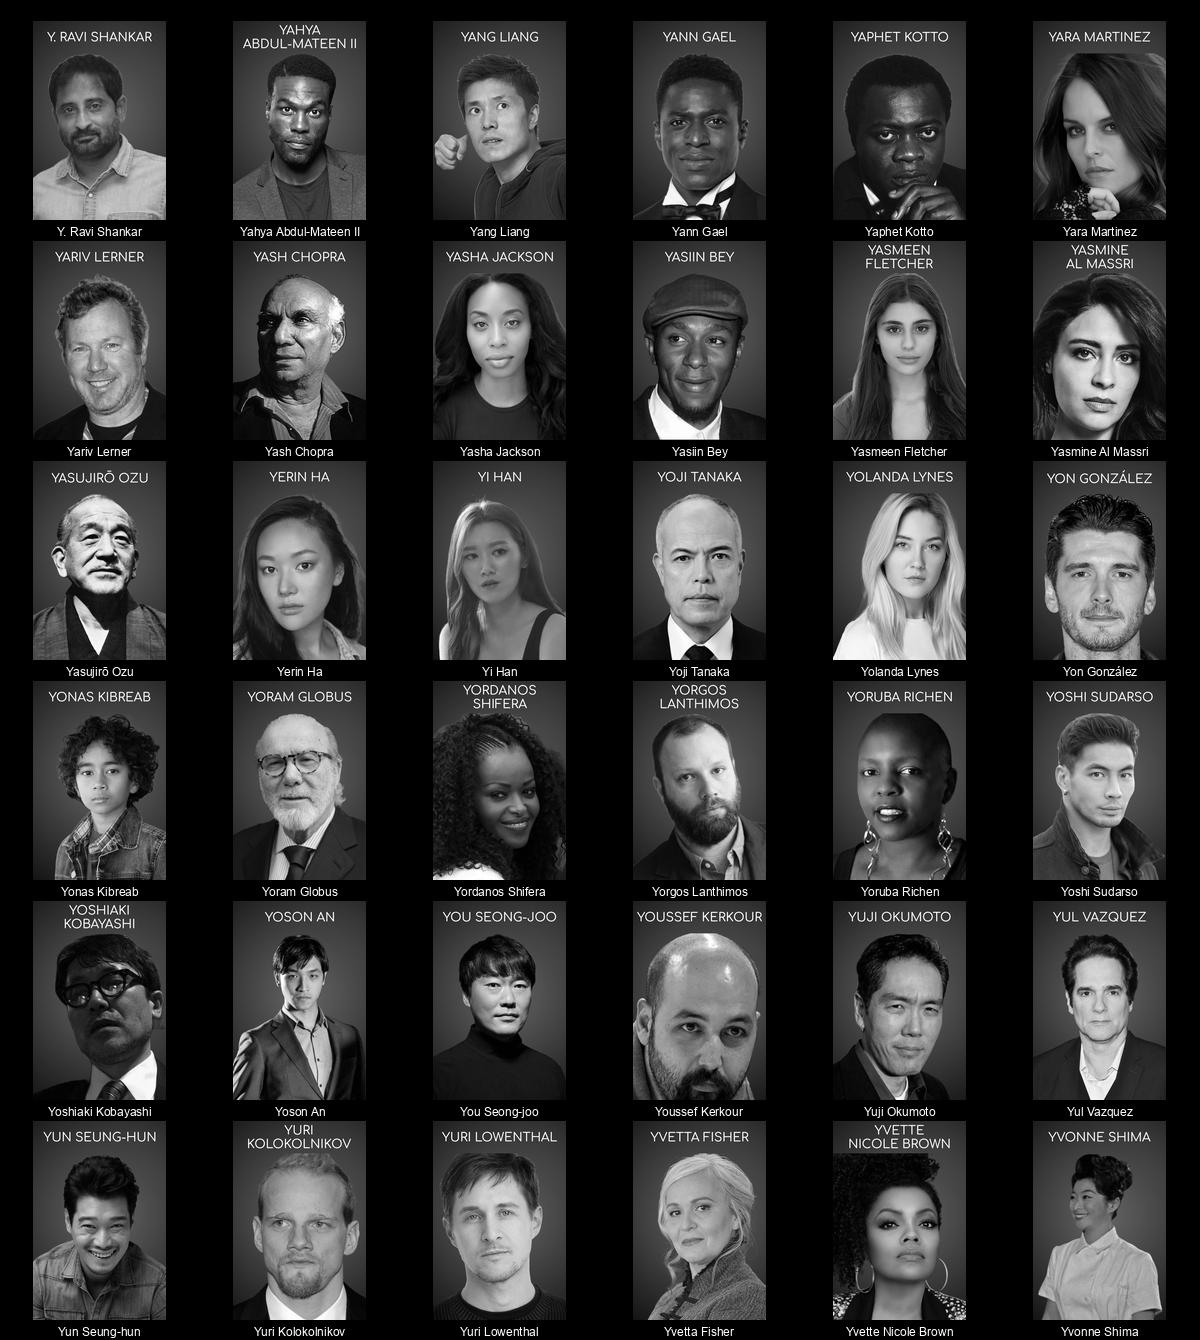 Y. RAVI SHANKAR
YAHYA
ABDUL-MATEEN II
YANG LIANG
YANN GAEL
YAPHET KOTTO
YARA MARTINEZ
Y. Ravi Shankar
Yahya Abdul-Mateen II
Yang Liang
Yann Gael
Yaphet Kotto
Yara Martinez
YARIV LERNER
YASH CHOPRA
YASHA JACKSON
YASIIN BEY
YASMEEN
FLETCHER
YASMINE
AL MASSRI
Yariv Lerner
Yash Chopra
Yasha Jackson
Yasiin Bey
Yasmeen Fletcher
Yasmine Al Massri
YASUJIRŌ OZU
YERIN HA
YI HAN
YOJI TANAKA
YOLANDA LYNES
YON GONZÁLEZ
Yasujirō Ozu
Yerin Ha
Yi Han
Yoji Tanaka
Yolanda Lynes
Yon González
YONAS KIBREAB
YORAM GLOBUS
YORDANOS
SHIFERA
YORGOS
LANTHIMOS
YORUBA RICHEN
YOSHI SUDARSO
Yonas Kibreab
Yoram Globus
Yordanos Shifera
Yorgos Lanthimos
Yoruba Richen
Yoshi Sudarso
YOSHIAKI
KOBAYASHI
YOSON AN
YOU SEONG-JOO
YOUSSEF KERKOUR
YUJI OKUMOTO
YUL VAZQUEZ
Yoshiaki Kobayashi
Yoson An
You Seong-joo
Youssef Kerkour
Yuji Okumoto
Yul Vazquez
YUN SEUNG-HUN
YURI
KOLOKOLNIKOV
YURI LOWENTHAL
YVETTA FISHER
YVETTE
NICOLE BROWN
YVONNE SHIMA
Yun Seung-hun
Yuri Kolokolnikov
Yuri Lowenthal
Yvetta Fisher
Yvette Nicole Brown
Yvonne Shima